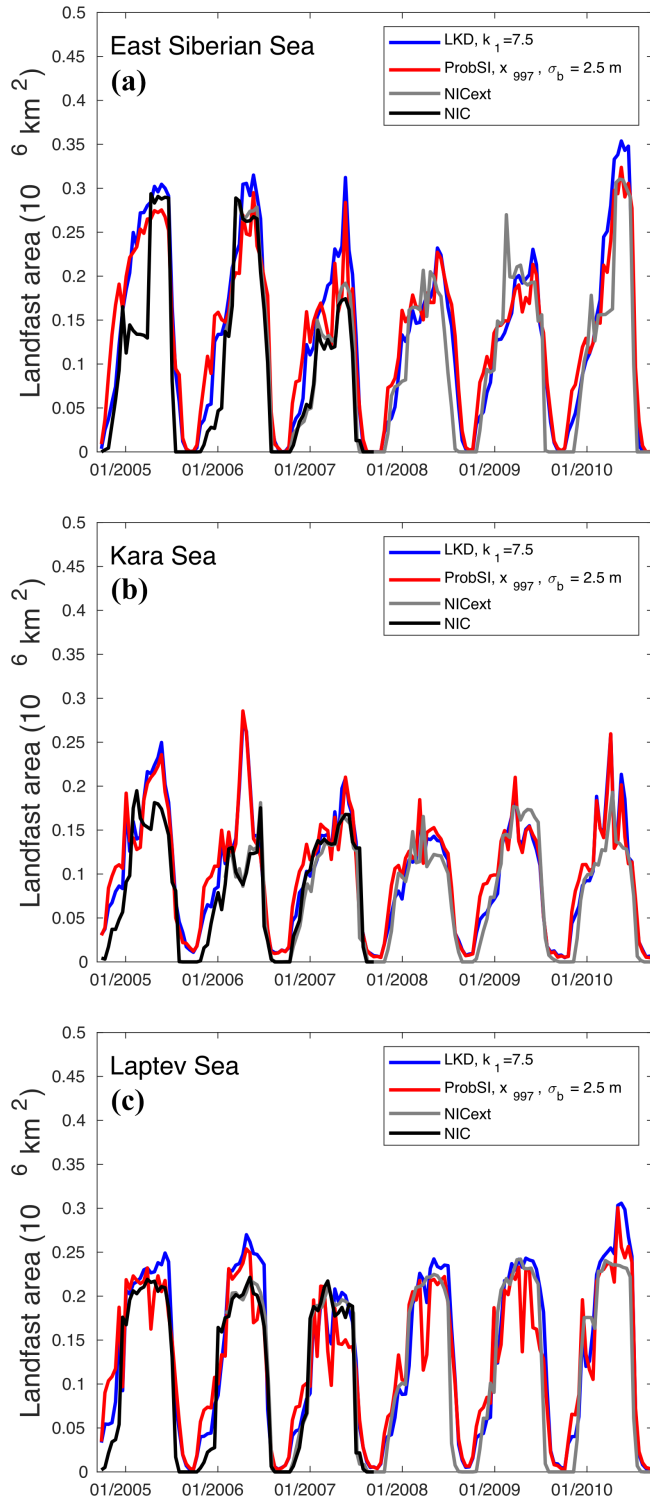 0.5
East Siberian Sea
(a)
LKD, k 1=7.5
ProbSI, x 997 , σ b = 2.5 m
NICext
NIC
0.45
0.4
0.35
0.3
0.25
0.2
0.15
0.1
0.05
0
Landfast area (10 6 km 2 )
01/2005 01/2006 01/2007 01/2008 01/2009 01/2010
0.5
Kara Sea
(b)
LKD, k 1=7.5
ProbSI, x 997 , σ b = 2.5 m
NICext
NIC
0.45
0.4
0.35
0.3
0.25
0.2
0.15
0.1
0.05
0
Landfast area (10 6 km 2 )
01/2005 01/2006 01/2007 01/2008 01/2009 01/2010
0.5
Laptev Sea
(c)
LKD, k 1=7.5
ProbSI, x 997 , σ b = 2.5 m
NICext
NIC
0.45
0.4
0.35
0.3
0.25
0.2
0.15
0.1
0.05
0
Landfast area (10 6 km 2 )
01/2005 01/2006 01/2007 01/2008 01/2009 01/2010